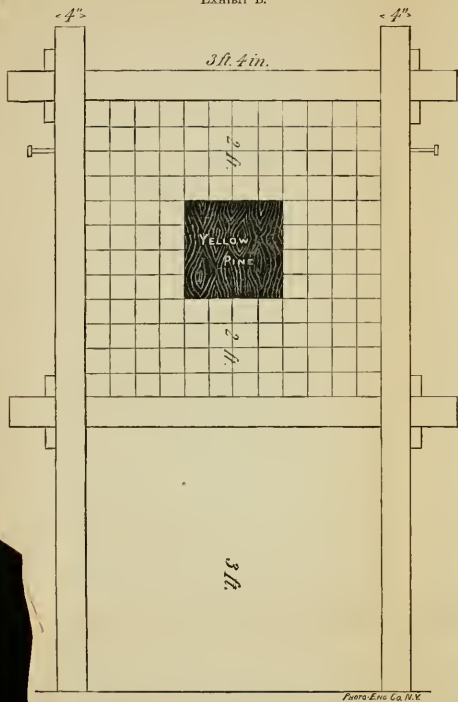 EXHIBIT B.
< 4" >
< 4" >
3 ft. 4 in.
2 ft.
YELLOW
PINE
2 ft.
3 ft.
PHOTO-ENG Co. N.Y.